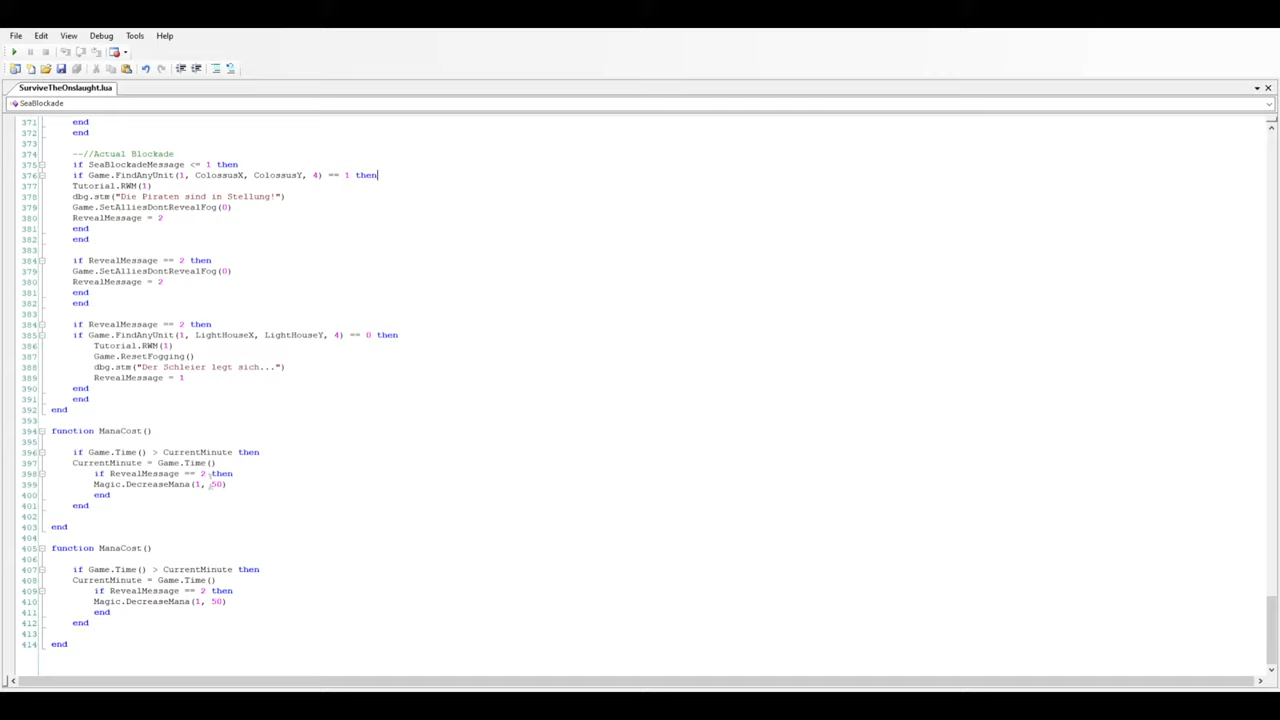 File Edit View Debug Tools Help
SurviveTheOnslaught.lua
SeaBlockade
371 end
372 end
373
374 --//Actual Blockade
375 if SeaBlockadeMessage <= 1 then
376 if Game.FindAnyUnit(1, ColossusX, ColossusY, 4) == 1 then
377 Tutorial.RWM(1)
378 dbg.stm("Die Piraten sind in Stellung!")
379 Game.SetAlliesDontRevealFog(0)
380 RevealMessage = 2
381 end
382 end
383
384 if RevealMessage == 2 then
379 Game.SetAlliesDontRevealFog(0)
380 RevealMessage = 2
381 end
382 end
383
384 if RevealMessage == 2 then
385 if Game.FindAnyUnit(1, LightHouseX, LightHouseY, 4) == 0 then
386 Tutorial.RWM(1)
387 Game.ResetFogging()
388 dbg.stm("Der Schleier legt sich...")
389 RevealMessage = 1
390 end
391 end
392 end
393
394 function ManaCost()
395
396 if Game.Time() > CurrentMinute then
397 CurrentMinute = Game.Time()
398 if RevealMessage == 2 then
399 Magic.DecreaseMana(1, 50)
400 end
401 end
402
403 end
404
405 function ManaCost()
406
407 if Game.Time() > CurrentMinute then
408 CurrentMinute = Game.Time()
409 if RevealMessage == 2 then
410 Magic.DecreaseMana(1, 50)
411 end
412 end
413
414 end